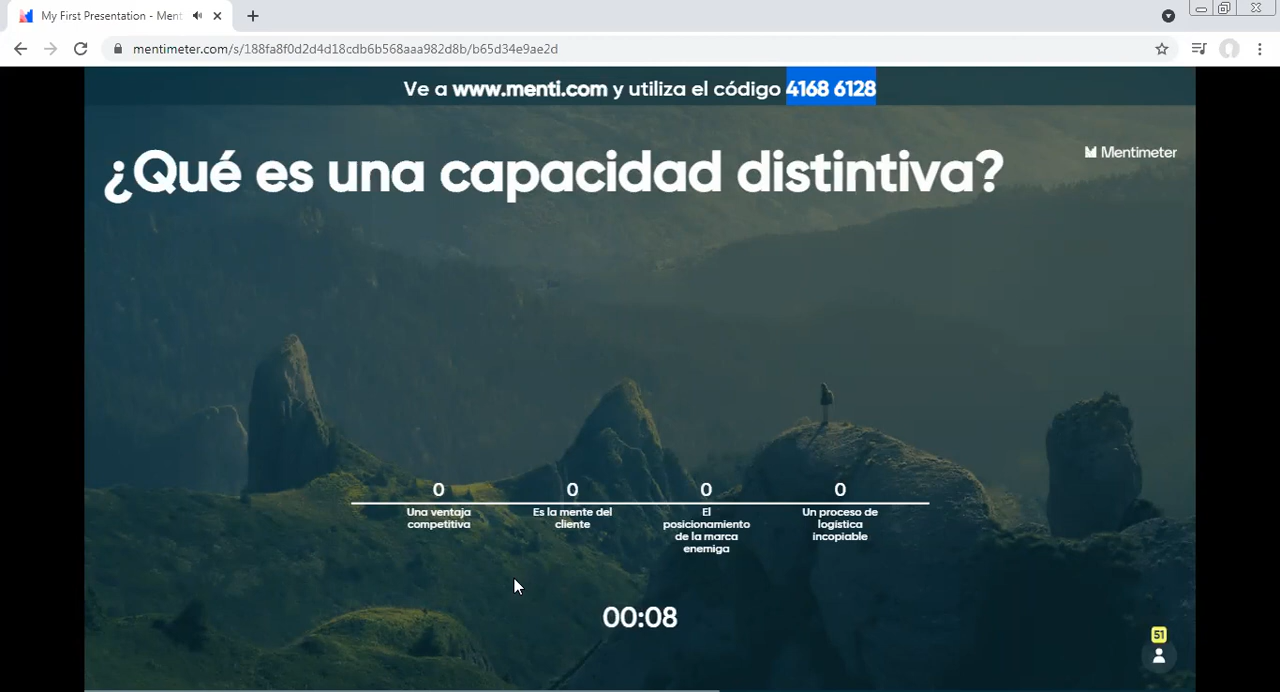 My First Presentation - Ment
mentimeter.com/s/188fa8f0d2d4d18cdb6b568aaa982d8b/b65d34e9ae2d
Ve a www.menti.com y utiliza el código 4168 6128
Mentimeter
¿Qué es una capacidad distintiva?
0
0
0
0
Una ventaja
competitiva
Es la mente del
cliente
El
posicionamiento
de la marca
enemiga
Un proceso de
logística
incopiable
00:08
51